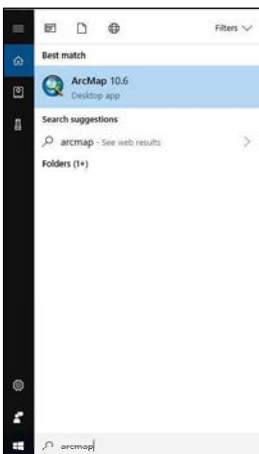 Filters
Best match
ArcMap 10.6
Desktop app
Search suggestions
arcmap - See web results
Folders (1+)
arcmap